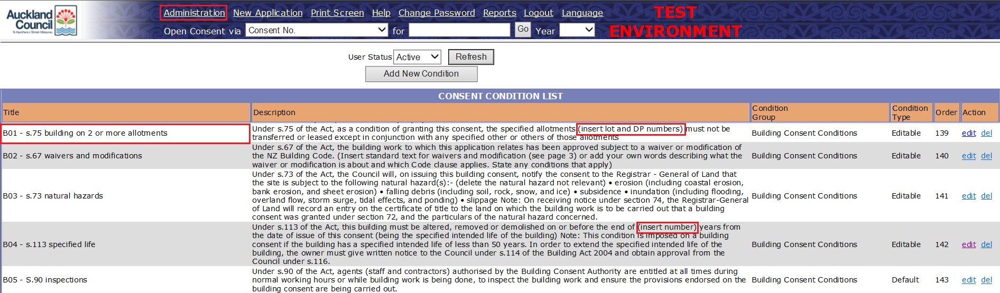 Auckland
Council
Te Kaunihera o Tāmaki Makaurau
Administration New Application Print Screen Help Change Password Reports Logout Language
TEST
ENVIRONMENT
Open Consent via Consent No. for Go Year
User Status Active Refresh
Add New Condition
CONSENT CONDITION LIST
Title Description Condition Group Condition Type Order Action
B01 - s.75 building on 2 or more allotments
Under s.75 of the Act, as a condition of granting this consent, the specified allotments (insert lot and DP numbers) must not be
transferred or leased except in conjunction with any specified other or others of those allotments
Building Consent Conditions Editable 139 edit del
B02 - s.67 waivers and modifications
Under s.67 of the Act, the building work to which this application relates has been approved subject to a waiver or modification of
the NZ Building Code. (Insert standard text for waivers and modification (see page 3) or add your own words describing what the
waiver or modification is about and which Code clause applies. State any conditions that apply)
Building Consent Conditions Editable 140 edit del
B03 - s.73 natural hazards
Under s.73 of the Act, the Council will, on issuing this building consent, notify the consent to the Registrar - General of Land that
the site is subject to the following natural hazard(s):- (delete the natural hazard not relevant) • erosion (including coastal erosion,
bank erosion, and sheet erosion) • falling debris (including soil, rock, snow, and ice) • subsidence • inundation (including flooding,
overland flow, storm surge, tidal effects, and ponding) • slippage Note: On receiving notice under section 74, the Registrar-General
of Land will record an entry on the certificate of title to the land on which the building work is to be carried out that a building
consent was granted under section 72, and the particulars of the natural hazard concerned.
Building Consent Conditions Editable 141 edit del
B04 - s.113 specified life
Under s.113 of the Act, this building must be altered, removed or demolished on or before the end of (insert number) years from
the date of issue of this consent (being the specified intended life of the building) Note: This condition is imposed on a building
consent if the building has a specified intended life of less than 50 years. In order to extend the specified intended life of the
building, the owner must give written notice to the Council under s.114 of the Building Act 2004 and obtain approval from the
Council under s.116.
Building Consent Conditions Editable 142 edit del
B05 - S.90 inspections
Under s.90 of the Act, agents (staff and contractors) authorised by the Building Consent Authority are entitled at all times during
normal working hours or while building work is being done, to inspect the building work and ensure the provisions endorsed on the
building consent are being carried out.
Building Consent Conditions Default 143 edit del